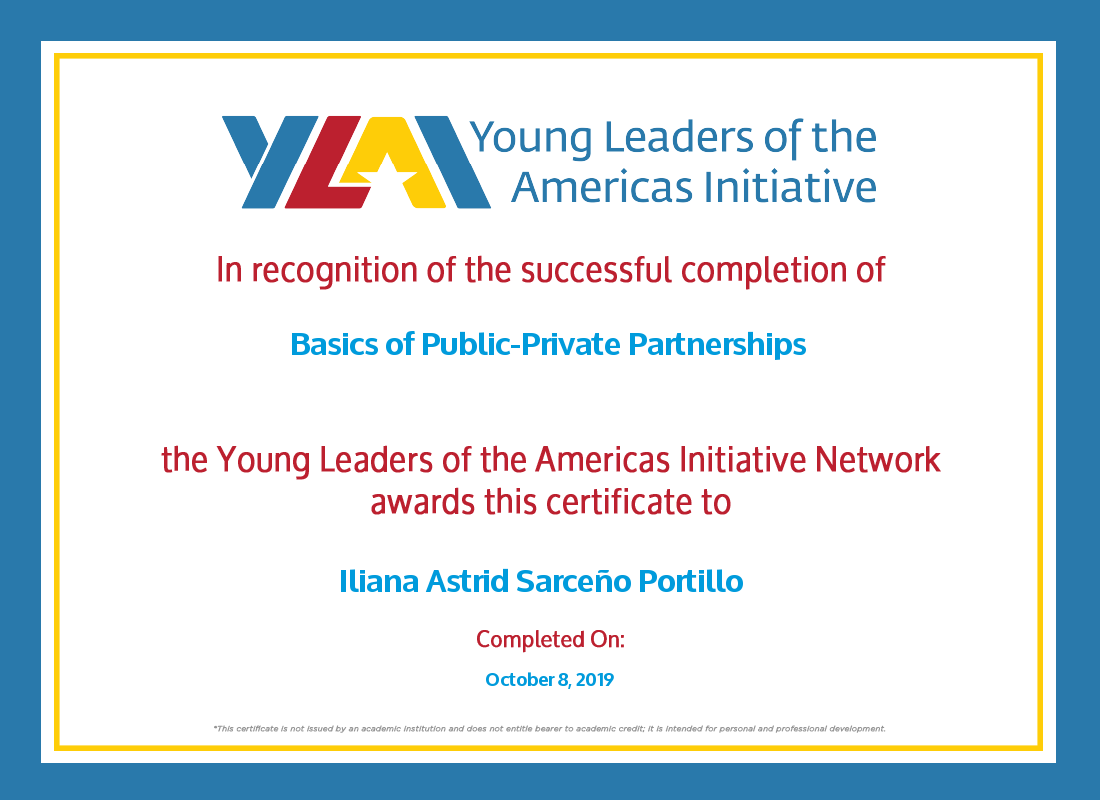 YLAI
Young Leaders of the
Americas Initiative
In recognition of the successful completion of
Basics of Public-Private Partnerships
the Young Leaders of the Americas Initiative Network
awards this certificate to
Iliana Astrid Sarceño Portillo
Completed On:
October 8, 2019
*This certificate is not issued by an academic institution and does not entitle bearer to academic credit; it is intended for personal and professional development.